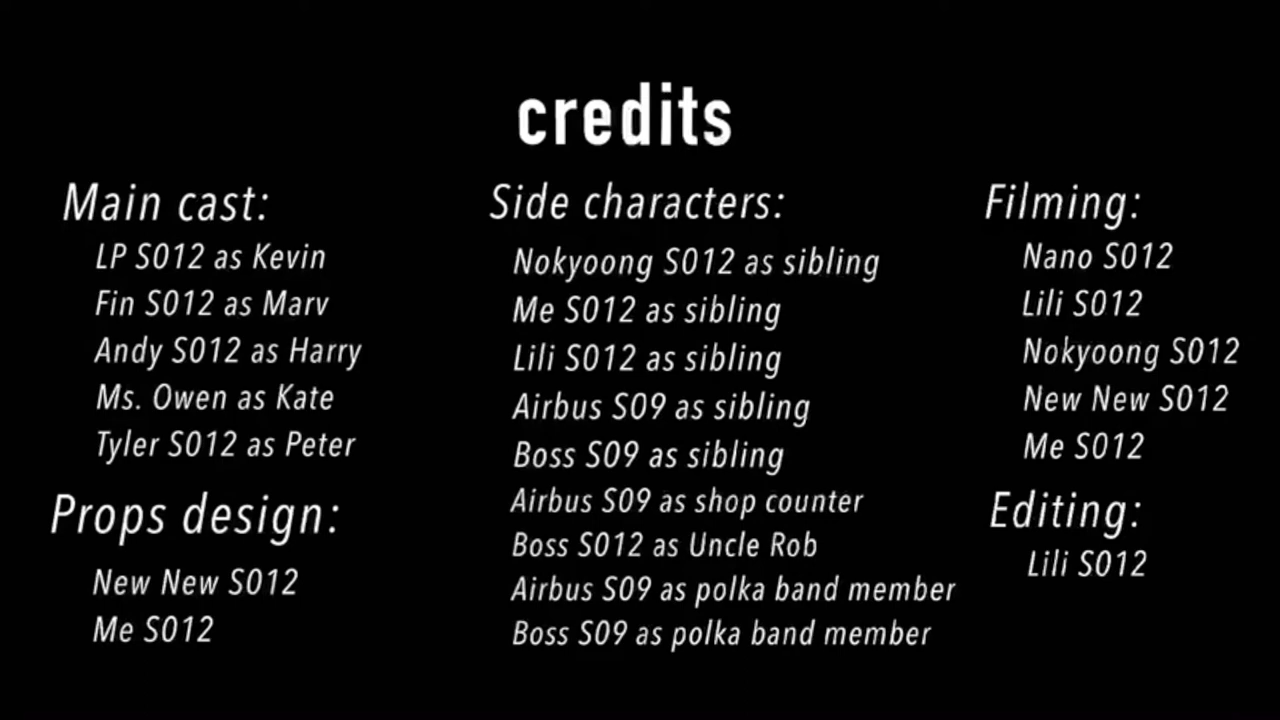 credits
Main cast:
LP S012 as Kevin
Fin S012 as Marv
Andy S012 as Harry
Ms. Owen as Kate
Tyler S012 as Peter
Props design:
New New S012
Me S012
Side characters:
Nokyoong S012 as sibling
Me S012 as sibling
Lili S012 as sibling
Airbus S09 as sibling
Boss S09 as sibling
Airbus S09 as shop counter
Boss S012 as Uncle Rob
Airbus S09 as polka band member
Boss S09 as polka band member
Filming:
Nano S012
Lili S012
Nokyoong S012
New New S012
Me S012
Editing:
Lili S012